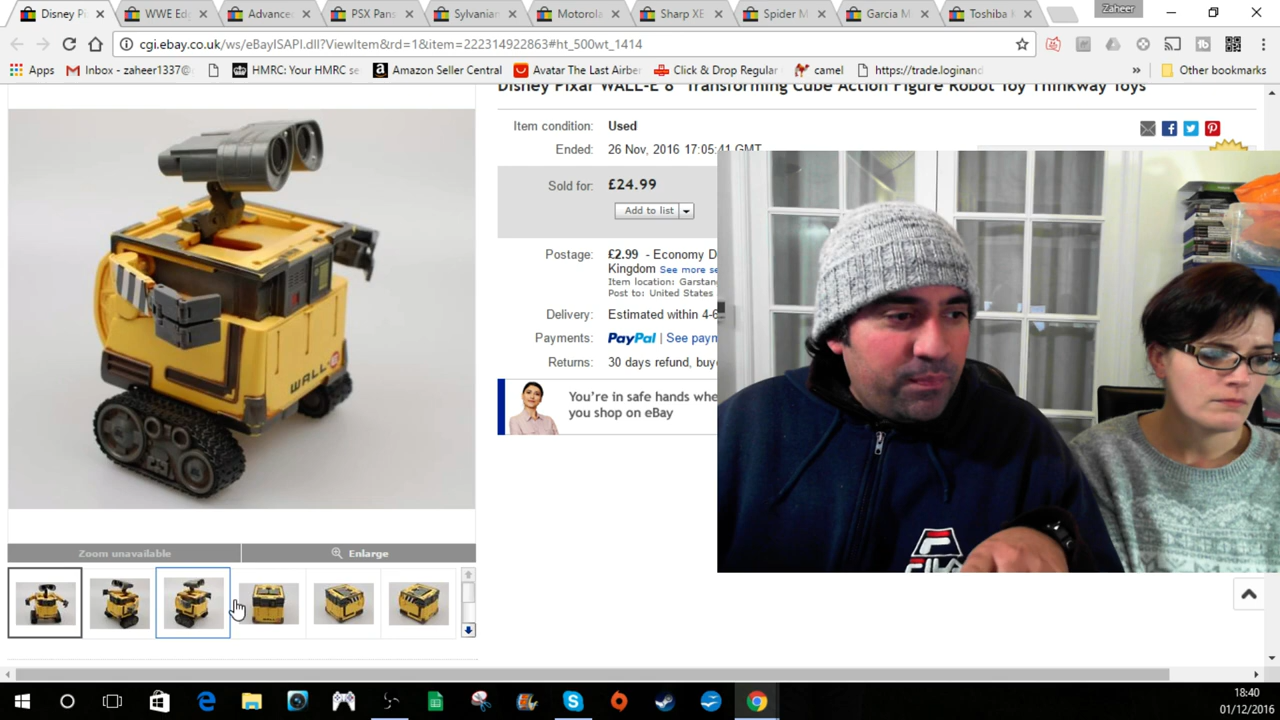 Disney Pi
WWE Ed
Advance
PSX Pan
Sylvanian
Motorola
Sharp XE
Spider M
Garcia M
Toshiba
Zaheer
cgi.ebay.co.uk/ws/eBayISAPI.dll?ViewItem&rd=1&item=222314922863#ht_500wt_1414
Apps
Inbox - zaheer1337@
HMRC: Your HMRC se
Amazon Seller Central
Avatar The Last Airber
Click & Drop Regular
camel
https://trade.loginand
»
Other bookmarks
Disney Pixar WALL-E 8" Transforming Cube Action Figure Robot Toy Thinkway Toys
Item condition: Used
Ended: 26 Nov, 2016 17:05:41 GMT
Sold for: £24.99
Add to list
Postage: £2.99 - Economy D
Kingdom See more se
Item location: Garstan
Post to: United States
Delivery: Estimated within 4-6
Payments: PayPal | See paym
Returns: 30 days refund, buy
You're in safe hands whe
you shop on eBay
WALL·E
FILA
Zoom unavailable
Enlarge
18:40
01/12/2016